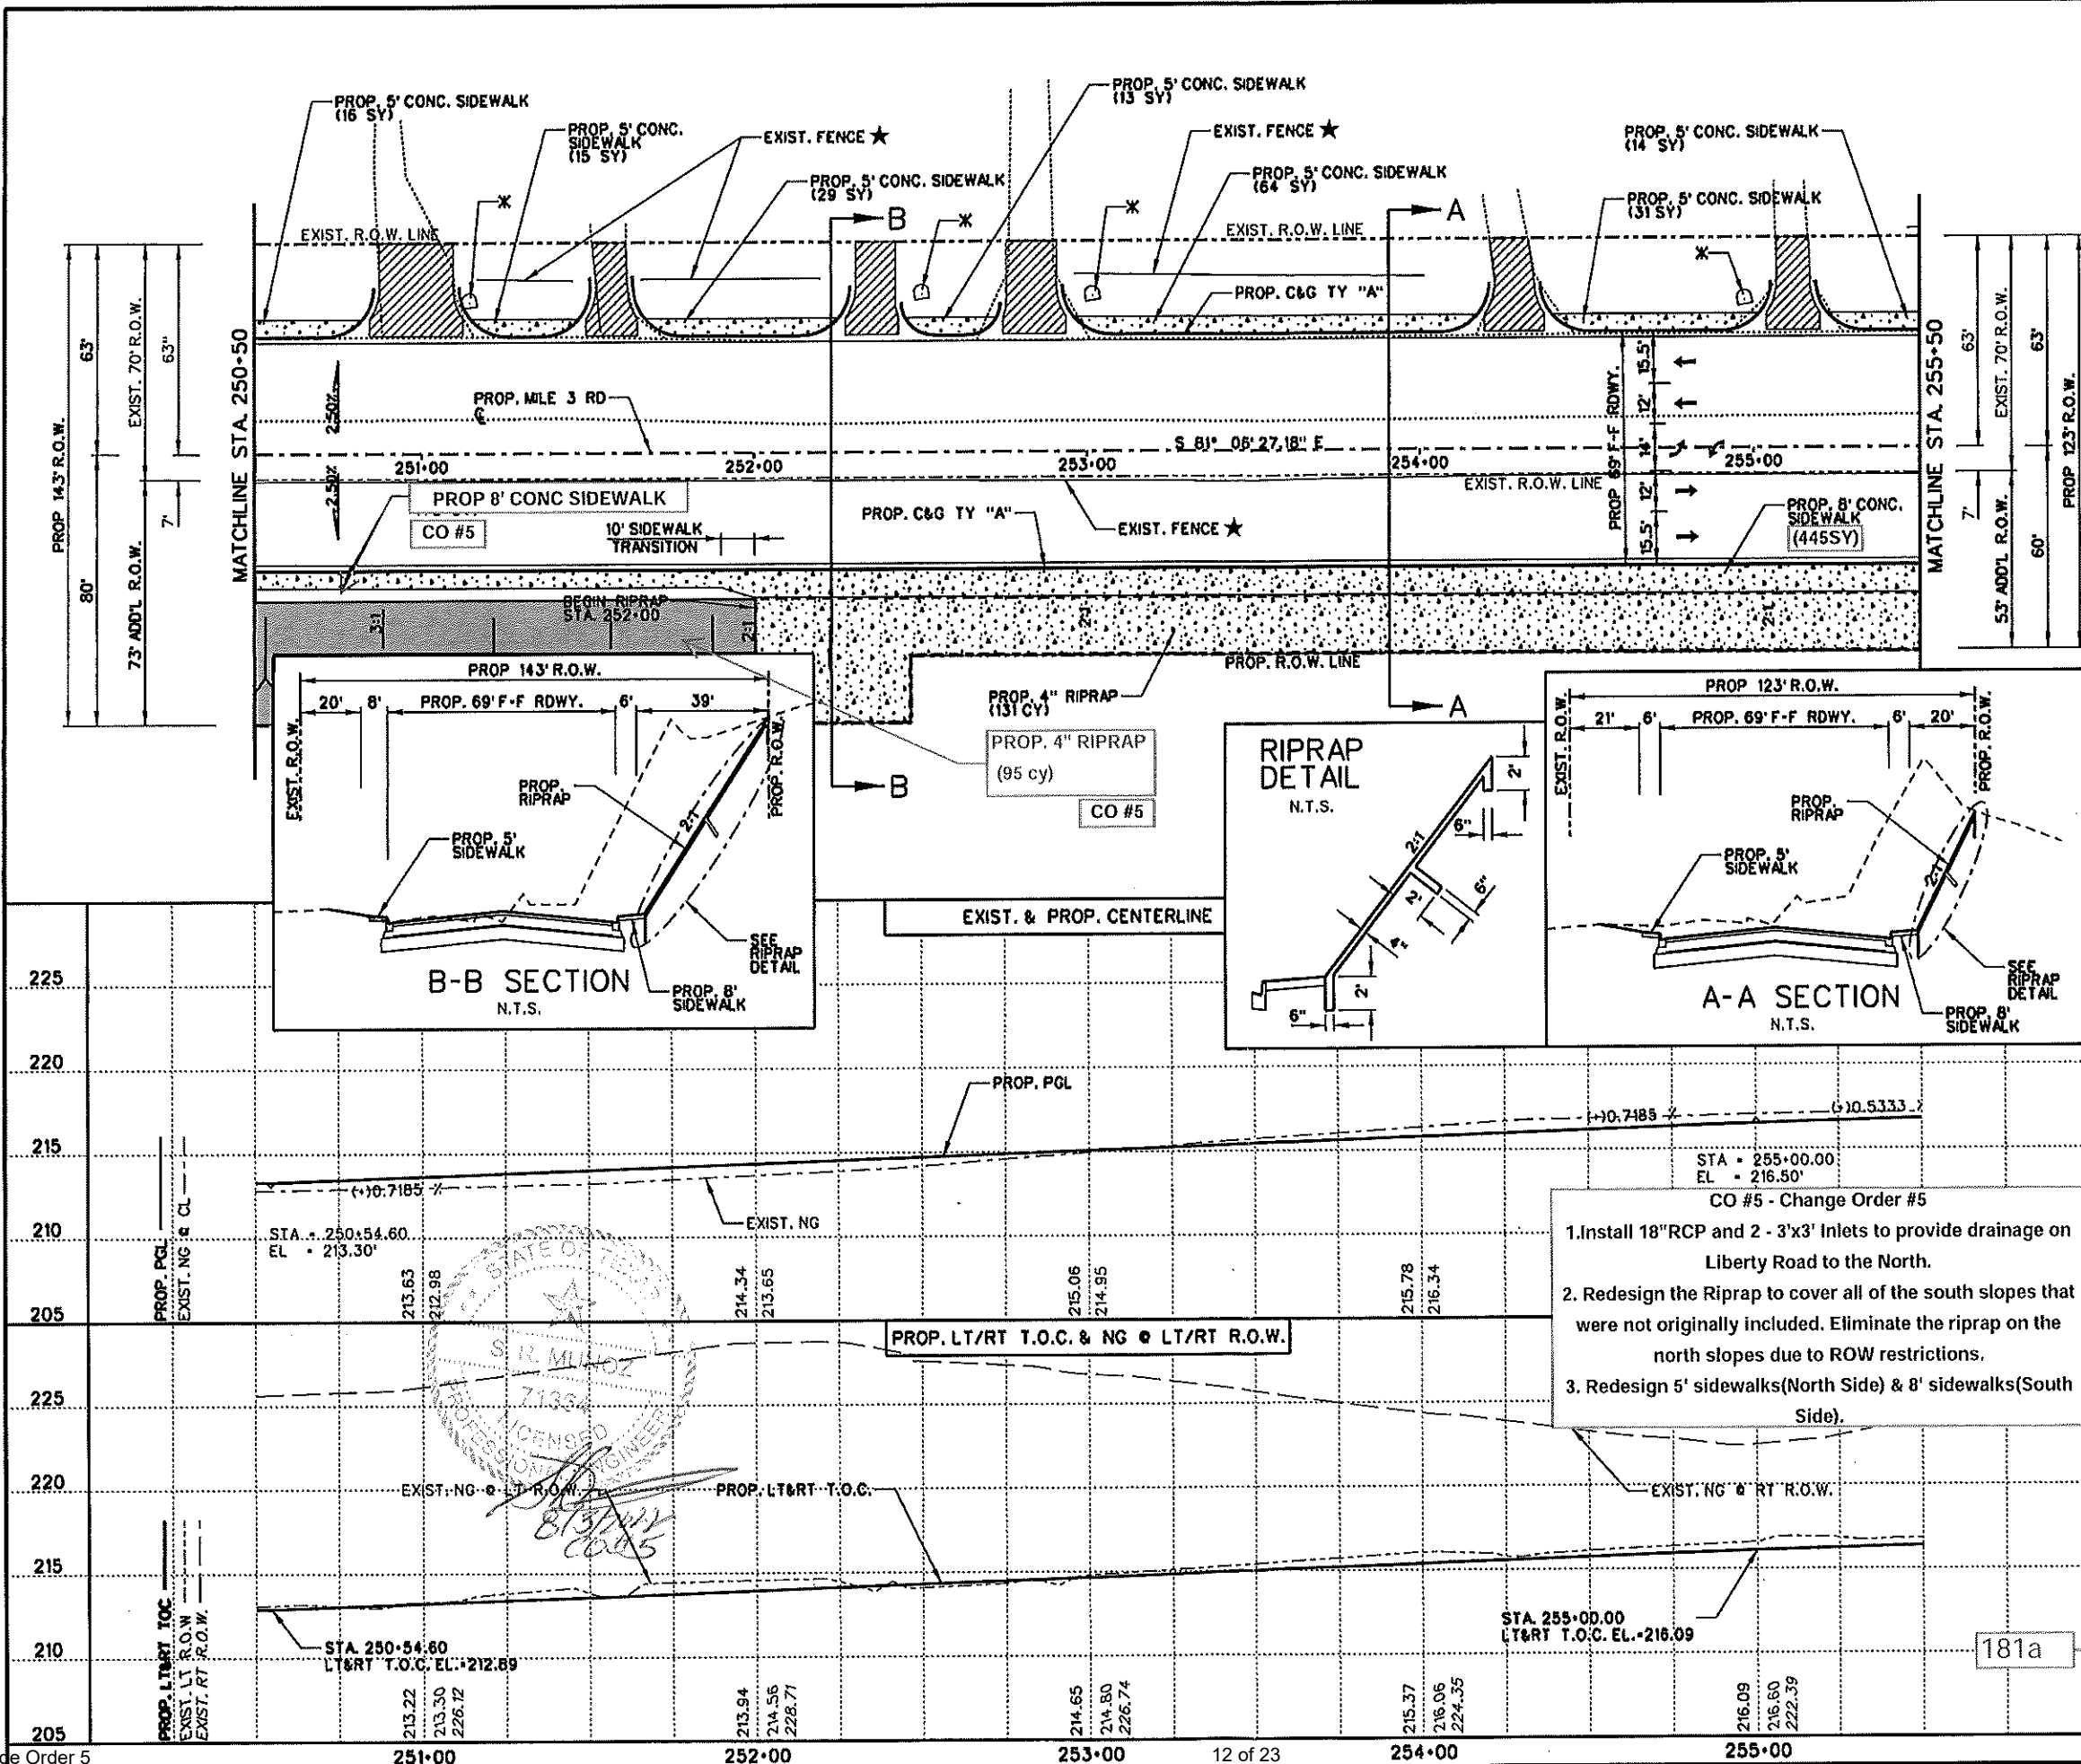 PROP. 5' CONC. SIDEWALK
(16 SY)
PROP. 5' CONC.
SIDEWALK
(15 SY)
EXIST. FENCE ★
PROP. 5' CONC. SIDEWALK
(29 SY)
PROP. 5' CONC. SIDEWALK
(13 SY)
EXIST. FENCE ★
PROP. 5' CONC. SIDEWALK
(64 SY)
PROP. 5' CONC. SIDEWALK
(14 SY)
PROP. 5' CONC. SIDEWALK
(31 SY)
B
A
EXIST. R.O.W. LINE
EXIST. R.O.W. LINE
PROP. C&G TY "A"
PROP 143' R.O.W.
63'
80'
EXIST. 70' R.O.W.
73' ADD'L R.O.W.
63"
7'
MATCHLINE STA. 250+50
2.50%
2.50%
PROP. MILE 3 RD
℄
S 81° 06' 27.18" E
251+00
252+00
253+00
254+00
255+00
PROP 8' CONC SIDEWALK
CO #5
10' SIDEWALK
TRANSITION
PROP. C&G TY "A"
EXIST. FENCE ★
EXIST. R.O.W. LINE
PROP 69' F-F RDWY.
15.5'
12'
14'
12'
15.5'
PROP. 8' CONC.
SIDEWALK
(445SY)
MATCHLINE STA. 255+50
63'
7'
EXIST. 70' R.O.W.
53' ADD'L R.O.W.
63'
60'
PROP 123' R.O.W.
BEGIN RIPRAP
STA. 252+00
3:1
2:1
2:1
2:1
PROP. R.O.W. LINE
PROP. 4" RIPRAP
(131 CY)
PROP. 4" RIPRAP
(95 cy)
CO #5
B
A
PROP 143' R.O.W.
20'
8'
PROP. 69' F-F RDWY.
6'
39'
EXIST. R.O.W.
PROP. R.O.W.
PROP.
RIPRAP
2:1
PROP. 5'
SIDEWALK
SEE
RIPRAP
DETAIL
B-B SECTION
N.T.S.
PROP. 8'
SIDEWALK
RIPRAP
DETAIL
N.T.S.
2'
6"
2:1
2'
6"
4"
2'
6"
PROP 123' R.O.W.
21'
6'
PROP. 69' F-F RDWY.
6'
20'
EXIST. R.O.W.
PROP. R.O.W.
PROP.
RIPRAP
2:1
PROP. 5'
SIDEWALK
SEE
RIPRAP
DETAIL
A-A SECTION
N.T.S.
PROP. 8'
SIDEWALK
EXIST. & PROP. CENTERLINE
225
220
215
210
205
PROP. PGL
EXIST. NG @ CL
PROP. PGL
(+)0.7185 %
(+)0.7185 %
(+)0.5333 %
EXIST. NG
STA = 250+54.60
EL = 213.30'
STA = 255+00.00
EL = 216.50'
213.63
212.98
214.34
213.65
215.06
214.95
215.78
216.34
CO #5 - Change Order #5
1.Install 18"RCP and 2 - 3'x3' Inlets to provide drainage on
Liberty Road to the North.
2. Redesign the Riprap to cover all of the south slopes that
were not originally included. Eliminate the riprap on the
north slopes due to ROW restrictions.
3. Redesign 5' sidewalks(North Side) & 8' sidewalks(South
Side).
STATE OF TEXAS
S. R. MUNOZ
LICENSED
PROFESSIONAL ENGINEER
PROP. LT/RT T.O.C. & NG @ LT/RT R.O.W.
225
220
215
210
205
PROP. LT&RT TOC
EXIST. LT R.O.W
EXIST. RT R.O.W.
EXIST. NG @ LT R.O.W.
PROP. LT&RT T.O.C.
EXIST. NG @ RT R.O.W.
STA. 250+54.60
LT&RT T.O.C. EL.=212.89
STA. 255+00.00
LT&RT T.O.C. EL.=216.09
181a
213.22
213.30
226.12
213.94
214.56
228.71
214.65
214.80
226.74
215.37
216.06
224.35
216.09
216.60
222.39
251+00
252+00
253+00
254+00
255+00
de Order 5
12 of 23